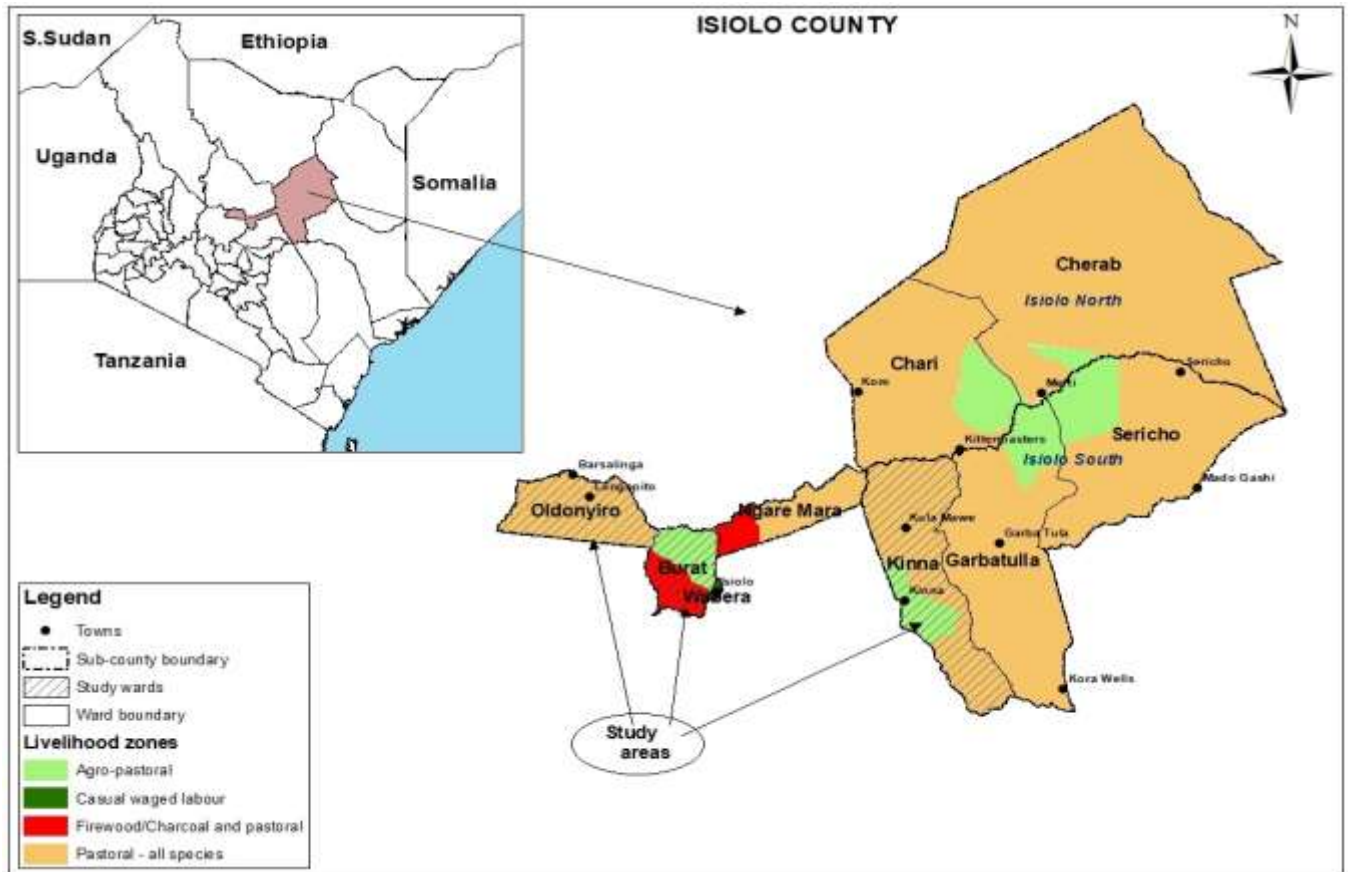 ISIOLO COUNTY
N
S.Sudan
Ethiopia
Uganda
Somalia
Tanzania
Cherab
Isiolo North
Chari
Kom
Merti
Sericho
Sericho
Isiolo South
Mado Gashi
Barsalinga
Oldonyiro
Ngare Mara
Kula Mawe
Garba Tula
Kinna
Garbatulla
Burat
Isiolo
Wabera
Kinna
Kora Wells
Study
areas
Legend
Towns
Sub-county boundary
Study wards
Ward boundary
Livelihood zones
Agro-pastoral
Casual waged labour
Firewood/Charcoal and pastoral
Pastoral - all species